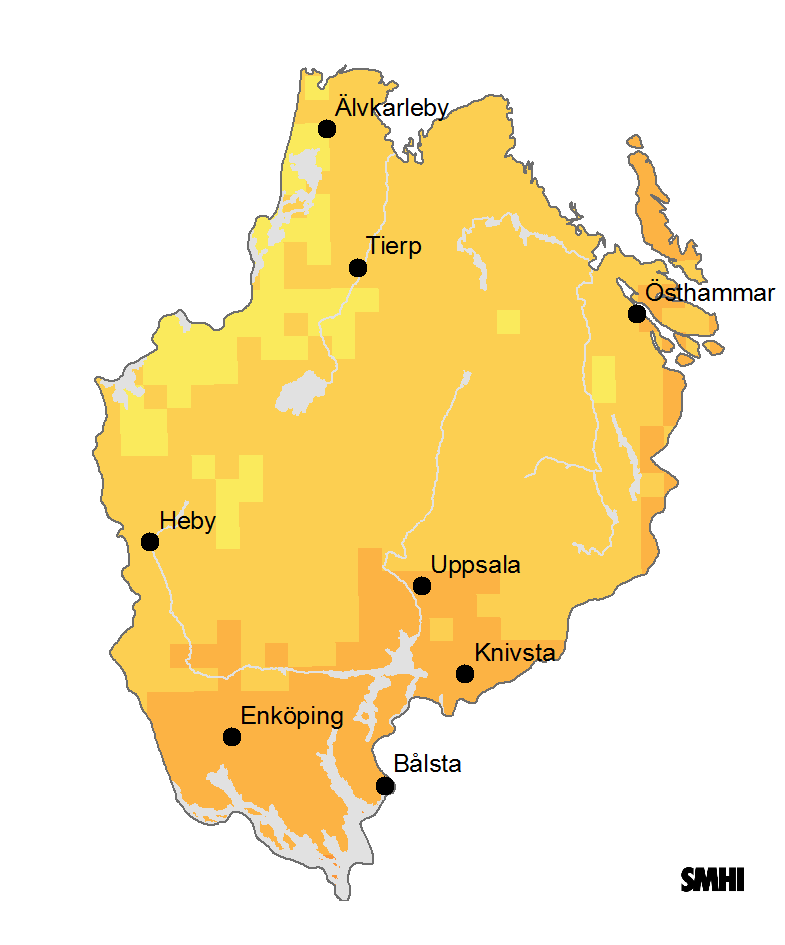 Älvkarleby
Tierp
Östhammar
Heby
Uppsala
Knivsta
Enköping
Bålsta
SMHI